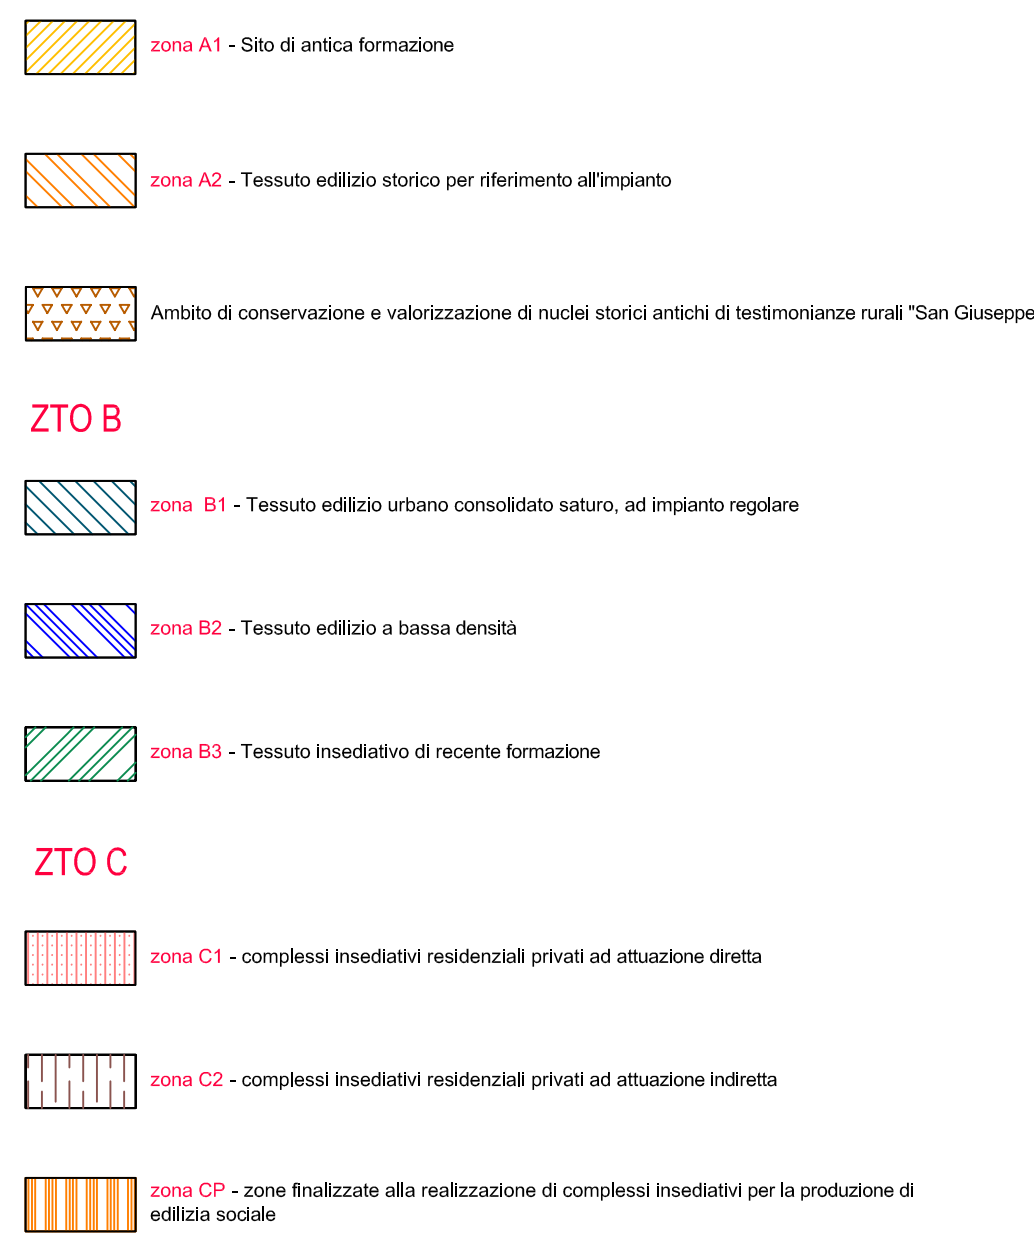 zona A1 - Sito di antica formazione
zona A2 - Tessuto edilizio storico per riferimento all'impianto
Ambito di conservazione e valorizzazione di nuclei storici antichi di testimonianze rurali "San Giuseppe
ZTO B
zona B1 - Tessuto edilizio urbano consolidato saturo, ad impianto regolare
zona B2 - Tessuto edilizio a bassa densità
zona B3 - Tessuto insediativo di recente formazione
ZTO C
zona C1 - complessi insediativi residenziali privati ad attuazione diretta
zona C2 - complessi insediativi residenziali privati ad attuazione indiretta
zona CP - zone finalizzate alla realizzazione di complessi insediativi per la produzione di
edilizia sociale